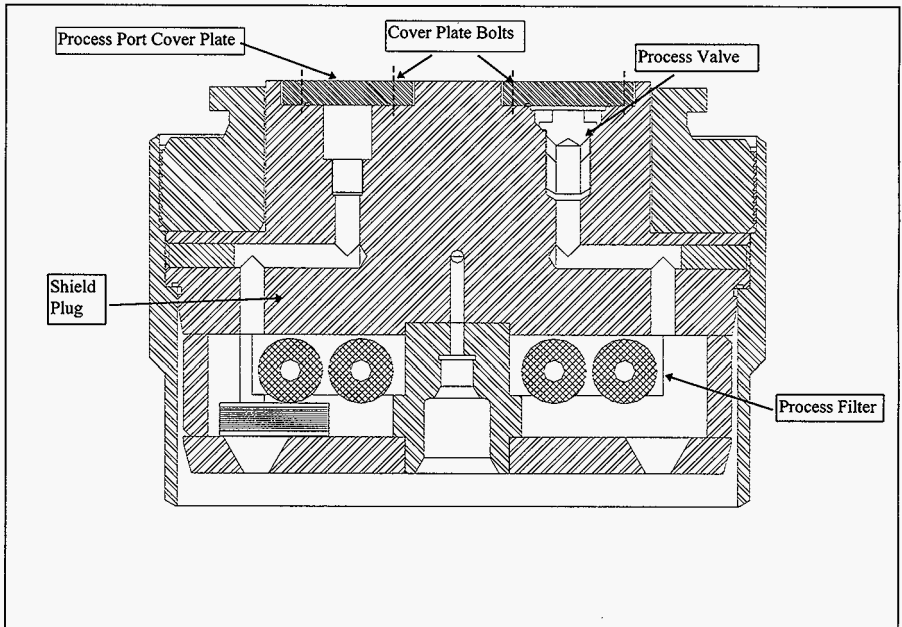 Process Port Cover Plate
Cover Plate Bolts
Process Valve
Shield
Plug
Process Filter